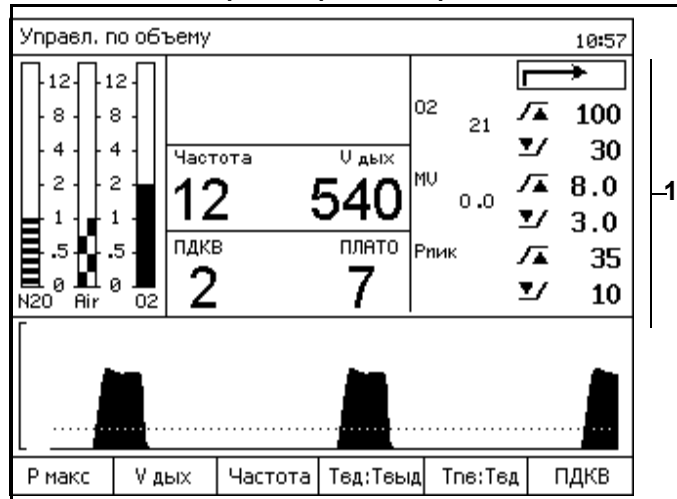 Управл. по объему 10:57
12 12
8 8
4 4
2 2
1 1
.5 .5
0 0
N2O Air O2
Частота V дых
12 540
ПДКВ ПЛАТО
2 7
O2 21 100
30
MV 0.0 8.0
3.0
Pпик 35
10
1
P макс V дых Частота Твд:Твыд Тпв:Твд ПДКВ